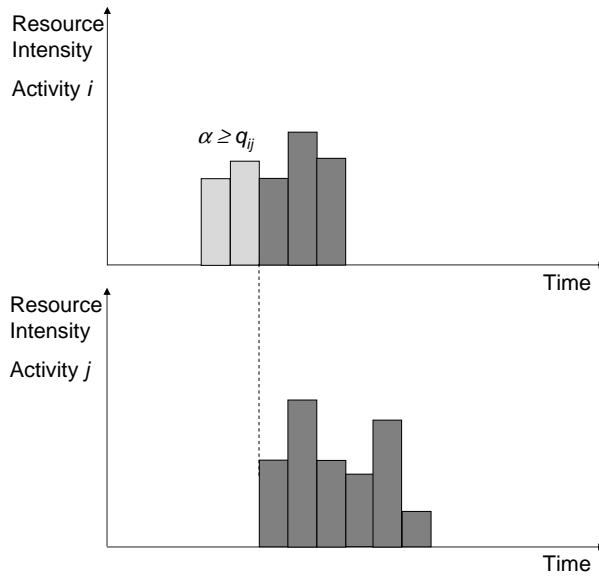 Resource
Intensity
Activity i
α ≥ qij
Time
Resource
Intensity
Activity j
Time